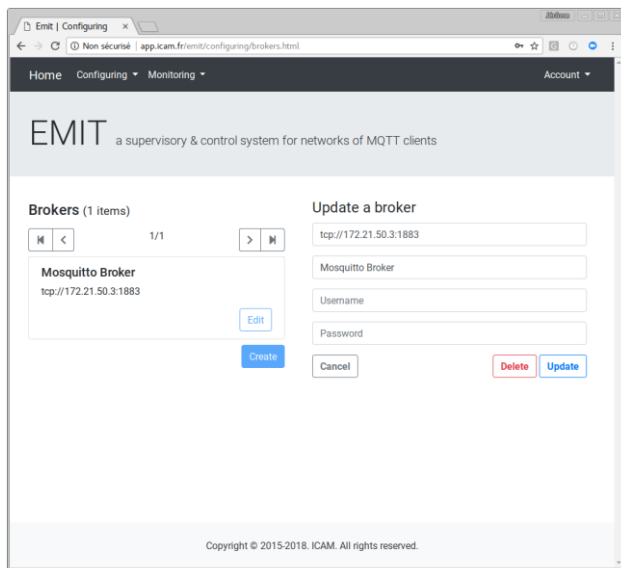 Emit | Configuring
Jérôme
Non sécurisé | app.icam.fr/emit/configuring/brokers.html
Home Configuring Monitoring Account
EMIT a supervisory & control system for networks of MQTT clients
Brokers (1 items)
1/1
Mosquitto Broker
tcp://172.21.50.3:1883
Edit
Create
Update a broker
tcp://172.21.50.3:1883
Mosquitto Broker
Username
Password
Cancel Delete Update
Copyright © 2015-2018. ICAM. All rights reserved.